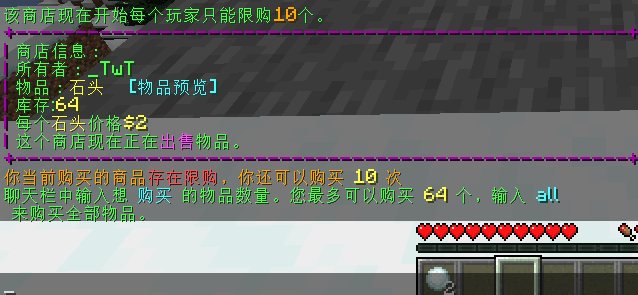 该商店现在开始每个玩家只能限购10个。
商店信息：
所有者：_TwT
物品：石头 [物品预览]
库存:64
每个石头价格$2
这个商店现在正在出售物品。
你当前购买的商品存在限购，你还可以购买 10 次
聊天栏中输入想 购买 的物品数量。您最多可以购买 64 个，输入 all
来购买全部物品。
2